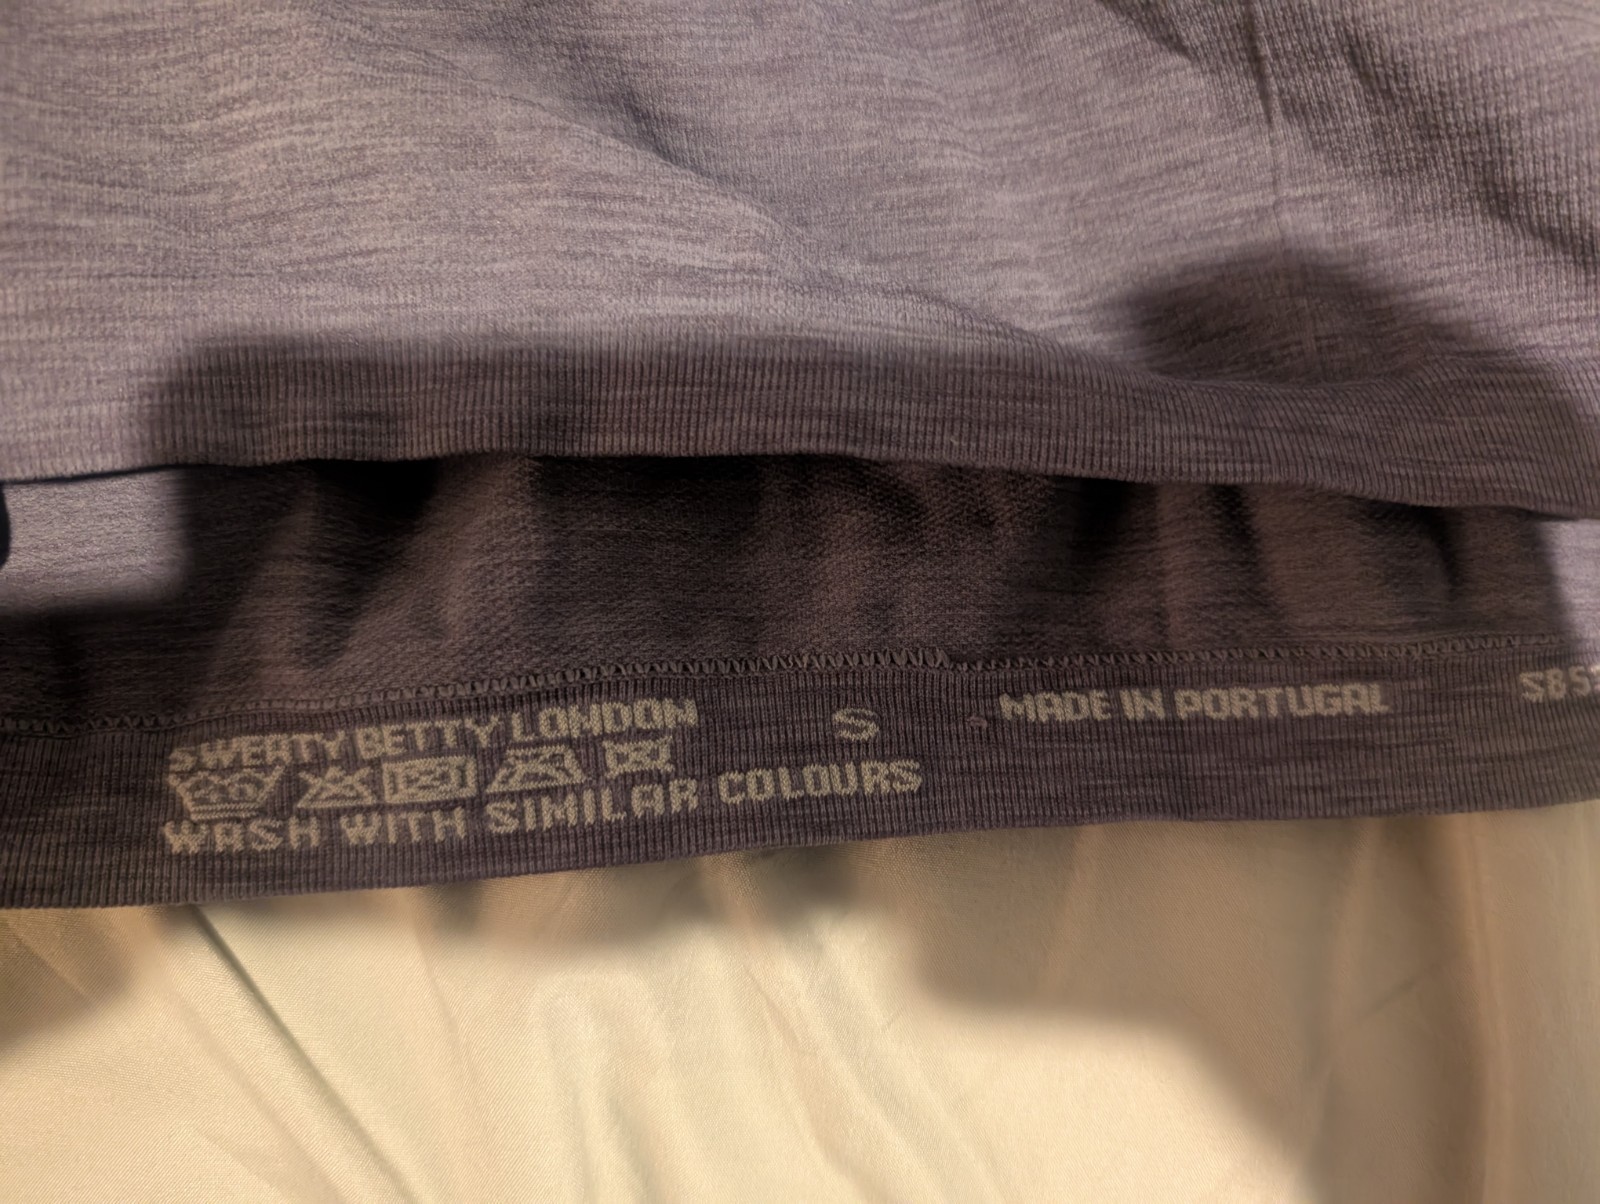 SWEATY BETTY LONDON
S
MADE IN PORTUGAL
WASH WITH SIMILAR COLOURS